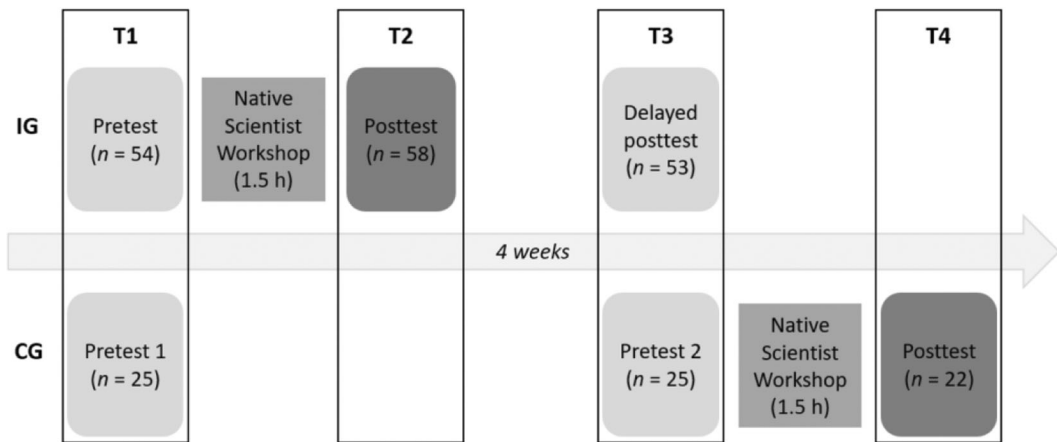 T1
T2
T3
T4
IG
Pretest
(n = 54)
Native
Scientist
Workshop
(1.5 h)
Posttest
(n = 58)
Delayed
posttest
(n = 53)
4 weeks
CG
Pretest 1
(n = 25)
Pretest 2
(n = 25)
Native
Scientist
Workshop
(1.5 h)
Posttest
(n = 22)